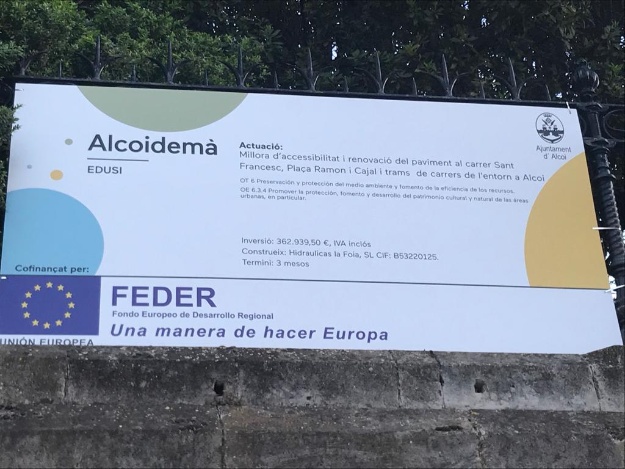 Alcoidemà
EDUSI
Actuació:
Millora d'accessibilitat i renovació del paviment al carrer Sant
Francesc, Plaça Ramon i Cajal i trams de carrers de l'entorn a Alcoi
OT 6 Preservación y protección del medio ambiente y fomento de la eficiencia de los recursos.
OE 6.3.4 Promover la protección, fomento y desarrollo del patrimonio cultural y natural de las áreas
urbanas, en particular.
Ajuntament
d' Alcoi
Inversió: 362.939,50 €, IVA inclós
Construeix: Hidraulicas la Foia, SL CIF: B53220125.
Termini: 3 mesos
Cofinançat per:
FEDER
Fondo Europeo de Desarrollo Regional
Una manera de hacer Europa
UNIÓN EUROPEA